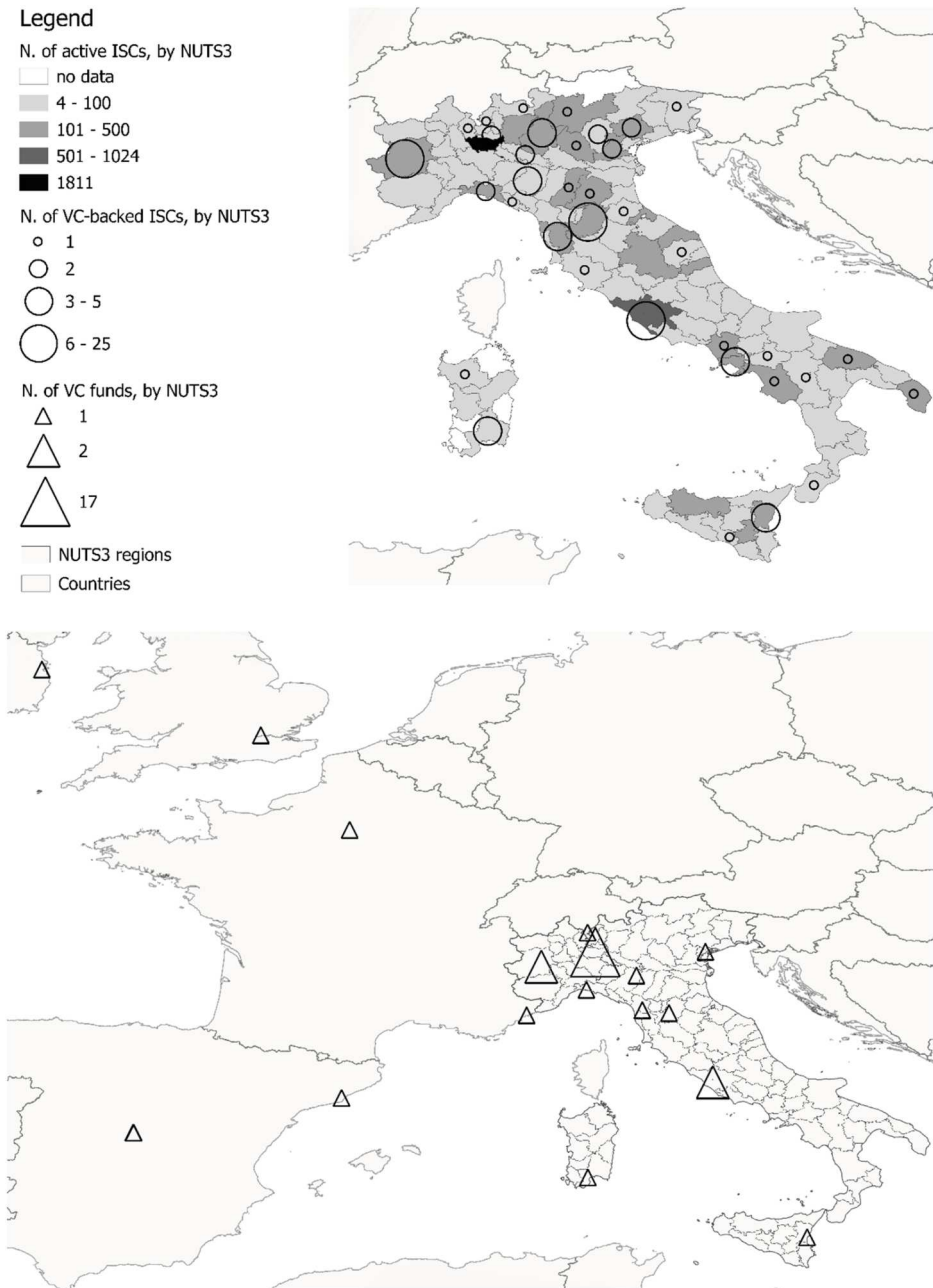 Legend
N. of active ISCs, by NUTS3
no data
4 - 100
101 - 500
501 - 1024
1811
N. of VC-backed ISCs, by NUTS3
1
2
3 - 5
6 - 25
N. of VC funds, by NUTS3
1
2
17
NUTS3 regions
Countries